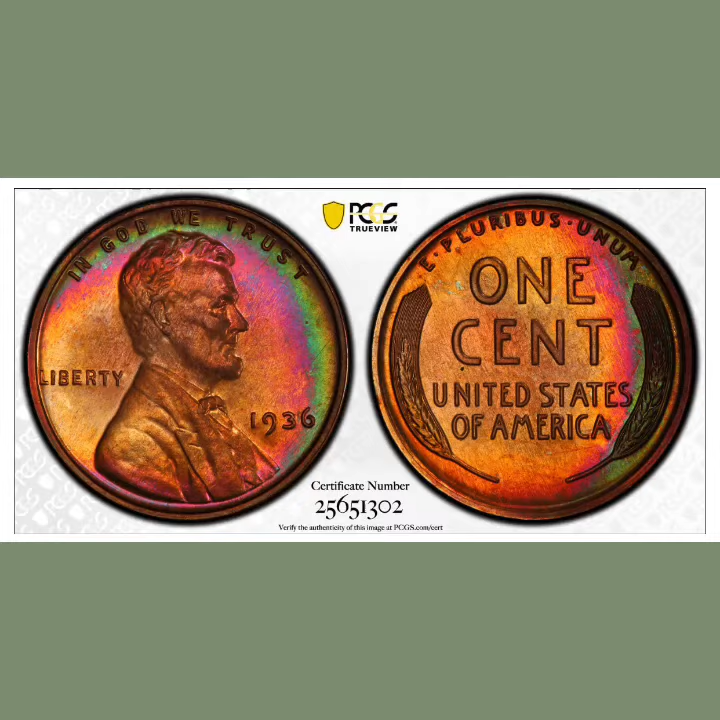 IN GOD WE TRUST
LIBERTY
1936
PCGS
TRUEVIEW
E·PLURIBUS·UNUM
ONE
CENT
UNITED STATES
OF AMERICA
Certificate Number
25651302
Verify the authenticity of this image at PCGS.com/cert